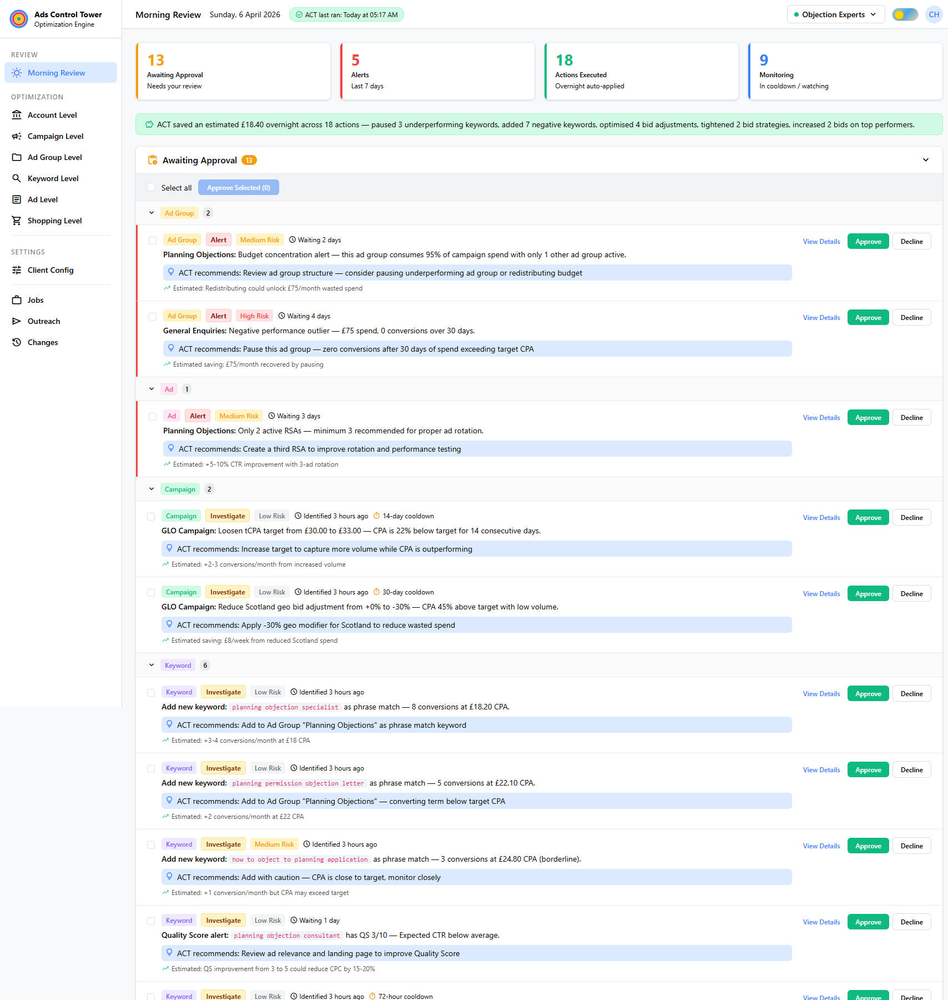 Ads Control Tower
Optimization Engine
REVIEW
Morning Review
OPTIMIZATION
Account Level
Campaign Level
Ad Group Level
Keyword Level
Ad Level
Shopping Level
SETTINGS
Client Config
Jobs
Outreach
Changes
Morning Review Sunday, 6 April 2026 ACT last ran: Today at 05:17 AM Objection Experts CH
13
Awaiting Approval
Needs your review
5
Alerts
Last 7 days
18
Actions Executed
Overnight auto-applied
9
Monitoring
In cooldown / watching
ACT saved an estimated £18.40 overnight across 18 actions — paused 3 underperforming keywords, added 7 negative keywords, optimised 4 bid adjustments, tightened 2 bid strategies, increased 2 bids on top performers.
Awaiting Approval 13
Select all Approve Selected (0)
Ad Group 2
Ad Group Alert Medium Risk Waiting 2 days View Details Approve Decline
Planning Objections: Budget concentration alert — this ad group consumes 95% of campaign spend with only 1 other ad group active.
ACT recommends: Review ad group structure — consider pausing underperforming ad group or redistributing budget
Estimated: Redistributing could unlock £75/month wasted spend
Ad Group Alert High Risk Waiting 4 days View Details Approve Decline
General Enquiries: Negative performance outlier — £75 spend, 0 conversions over 30 days.
ACT recommends: Pause this ad group — zero conversions after 30 days of spend exceeding target CPA
Estimated saving: £75/month recovered by pausing
Ad 1
Ad Alert Medium Risk Waiting 3 days View Details Approve Decline
Planning Objections: Only 2 active RSAs — minimum 3 recommended for proper ad rotation.
ACT recommends: Create a third RSA to improve rotation and performance testing
Estimated: +5-10% CTR improvement with 3-ad rotation
Campaign 2
Campaign Investigate Low Risk Identified 3 hours ago 14-day cooldown View Details Approve Decline
GLO Campaign: Loosen tCPA target from £30.00 to £33.00 — CPA is 22% below target for 14 consecutive days.
ACT recommends: Increase target to capture more volume while CPA is outperforming
Estimated: +2-3 conversions/month from increased volume
Campaign Investigate Low Risk Identified 3 hours ago 30-day cooldown View Details Approve Decline
GLO Campaign: Reduce Scotland geo bid adjustment from +0% to -30% — CPA 45% above target with low volume.
ACT recommends: Apply -30% geo modifier for Scotland to reduce wasted spend
Estimated saving: £8/week from reduced Scotland spend
Keyword 6
Keyword Investigate Low Risk Identified 3 hours ago View Details Approve Decline
Add new keyword: planning objection specialist as phrase match — 8 conversions at £18.20 CPA.
ACT recommends: Add to Ad Group "Planning Objections" as phrase match keyword
Estimated: +3-4 conversions/month at £18 CPA
Keyword Investigate Low Risk Identified 3 hours ago View Details Approve Decline
Add new keyword: planning permission objection letter as phrase match — 5 conversions at £22.10 CPA.
ACT recommends: Add to Ad Group "Planning Objections" — converting term below target CPA
Estimated: +2 conversions/month at £22 CPA
Keyword Investigate Medium Risk Identified 3 hours ago View Details Approve Decline
Add new keyword: how to object to planning application as phrase match — 3 conversions at £24.80 CPA (borderline).
ACT recommends: Add with caution — CPA is close to target, monitor closely
Estimated: +1 conversion/month but CPA may exceed target
Keyword Investigate Low Risk Waiting 1 day View Details Approve Decline
Quality Score alert: planning objection consultant has QS 3/10 — Expected CTR below average.
ACT recommends: Review ad relevance and landing page to improve Quality Score
Estimated: QS improvement from 3 to 5 could reduce CPC by 15-20%
Keyword Investigate Low Risk Identified 3 hours ago 72-hour cooldown View Details Approve Decline